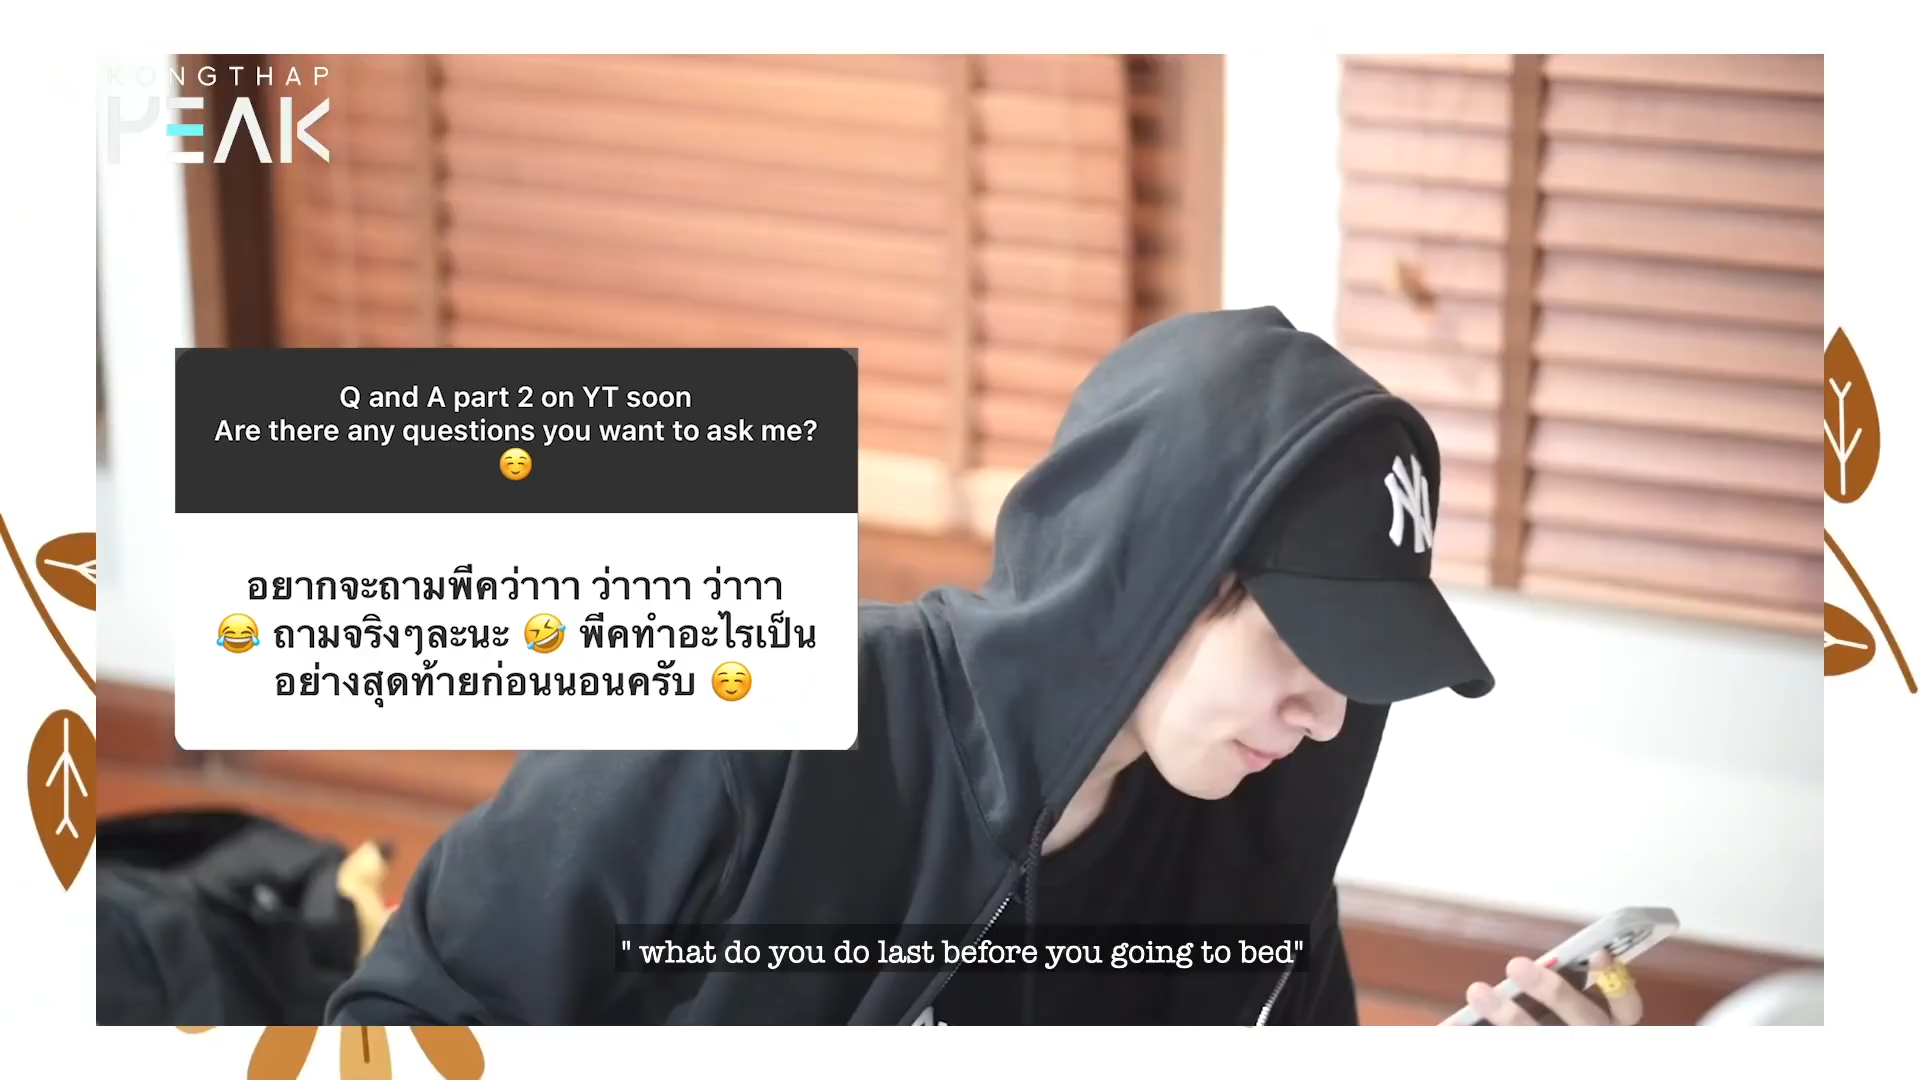 KONGTHAP
PEAK
Q and A part 2 on YT soon
Are there any questions you want to ask me?
☺️
อยากจะถามพีคว่าาา ว่าาาา ว่าาา
😂 ถามจริงๆละนะ 🤣 พีคทำอะไรเป็น
อย่างสุดท้ายก่อนนอนครับ ☺️
NY
" what do you do last before you going to bed"